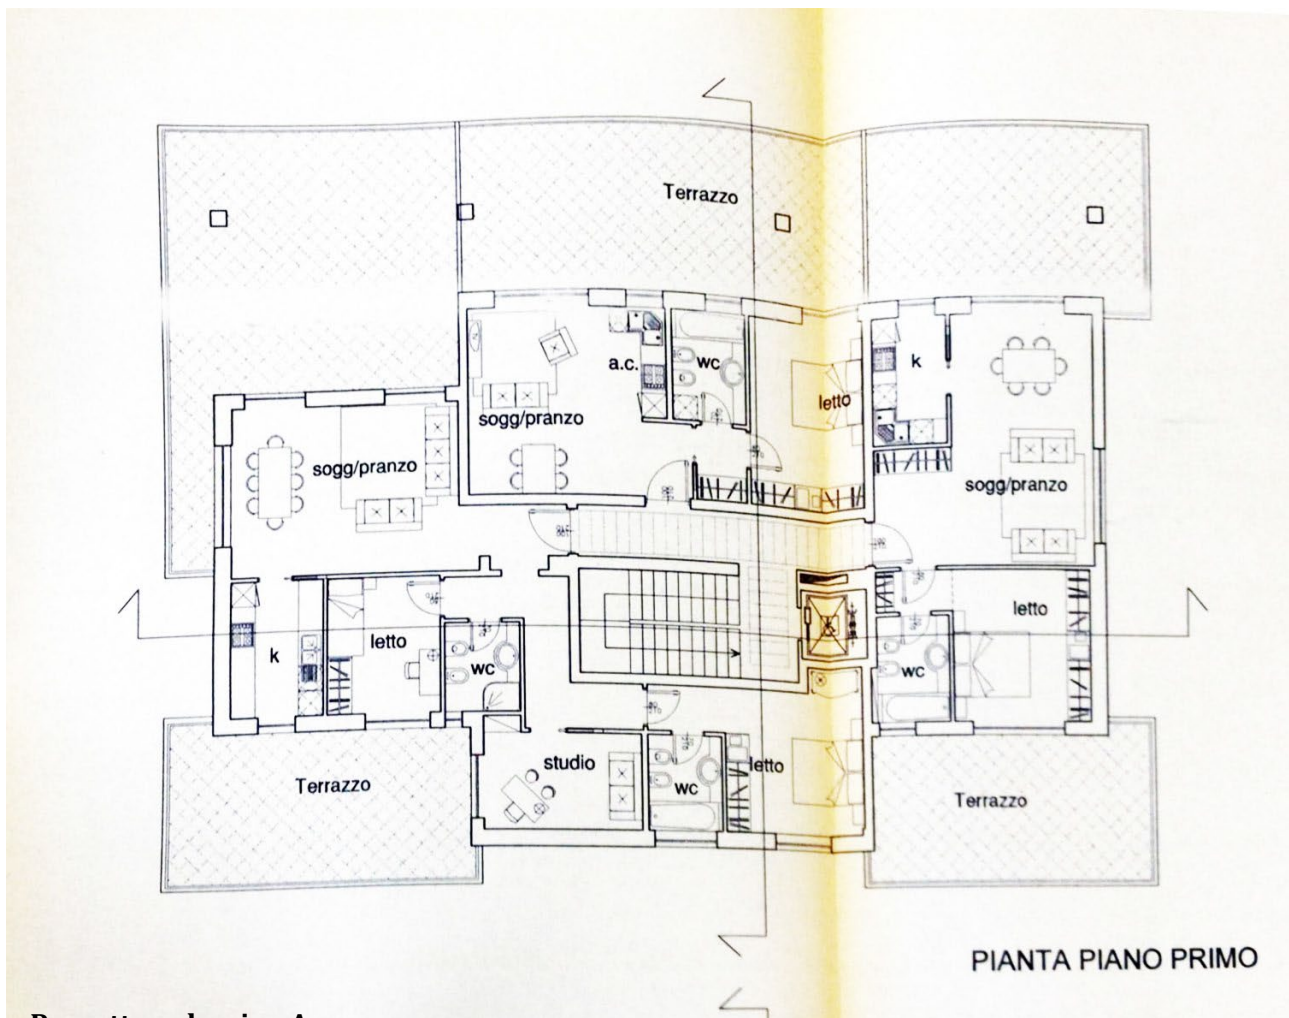 Terrazzo
a.c.
wc
k
letto
sogg/pranzo
sogg/pranzo
sogg/pranzo
letto
k
letto
wc
wc
studio
wc
letto
Terrazzo
Terrazzo
PIANTA PIANO PRIMO